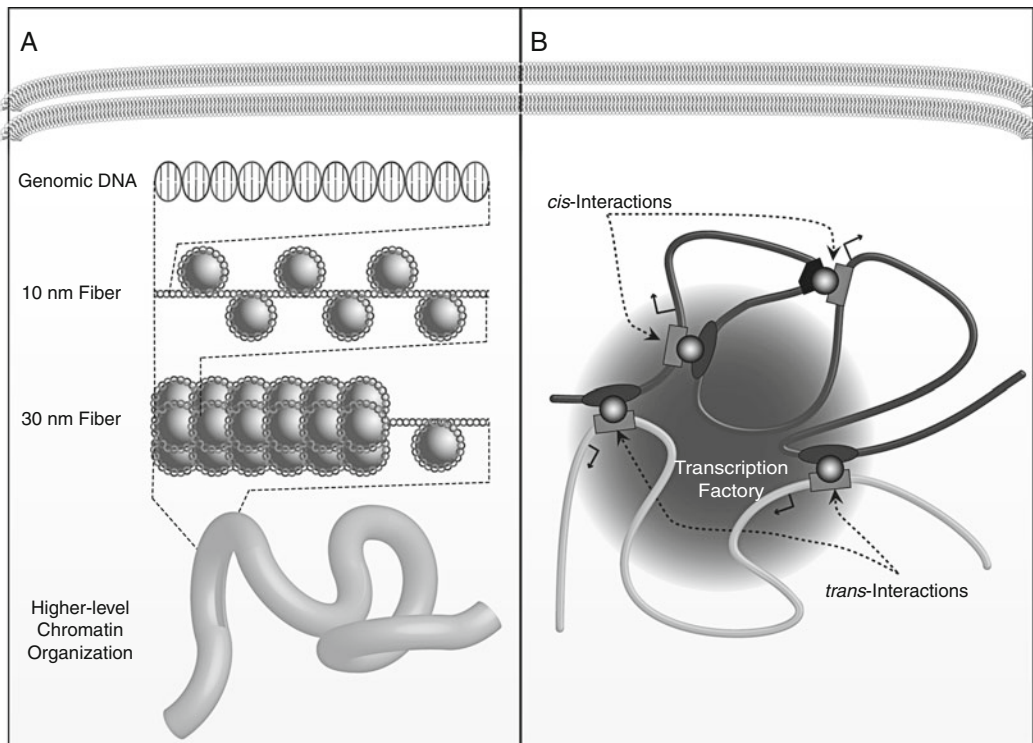 A
Genomic DNA
10 nm Fiber
30 nm Fiber
Higher-level
Chromatin
Organization
B
cis-Interactions
Transcription
Factory
trans-Interactions